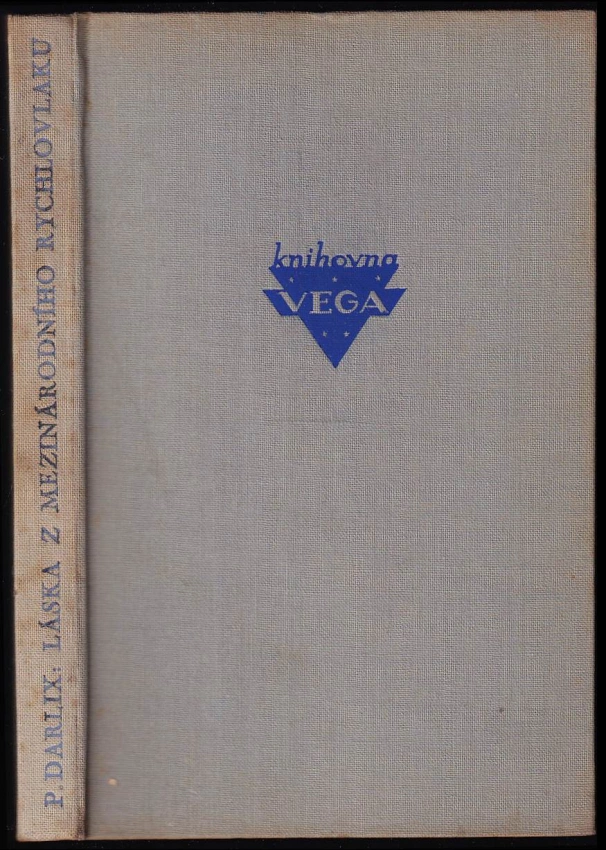 P. DARLIX: LÁSKA Z MEZINÁRODNÍHO RYCHLOVLAKU
knihovna
VEGA